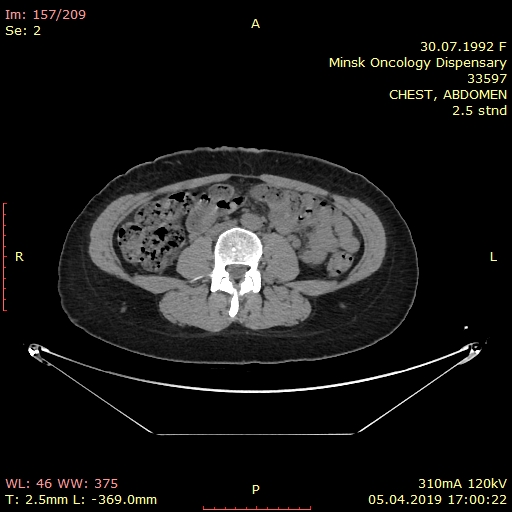 Im: 157/209
Se: 2
A
30.07.1992 F
Minsk Oncology Dispensary
33597
CHEST, ABDOMEN
2.5 stnd
R
L
WL: 46 WW: 375
T: 2.5mm L: -369.0mm
P
310mA 120kV
05.04.2019 17:00:22